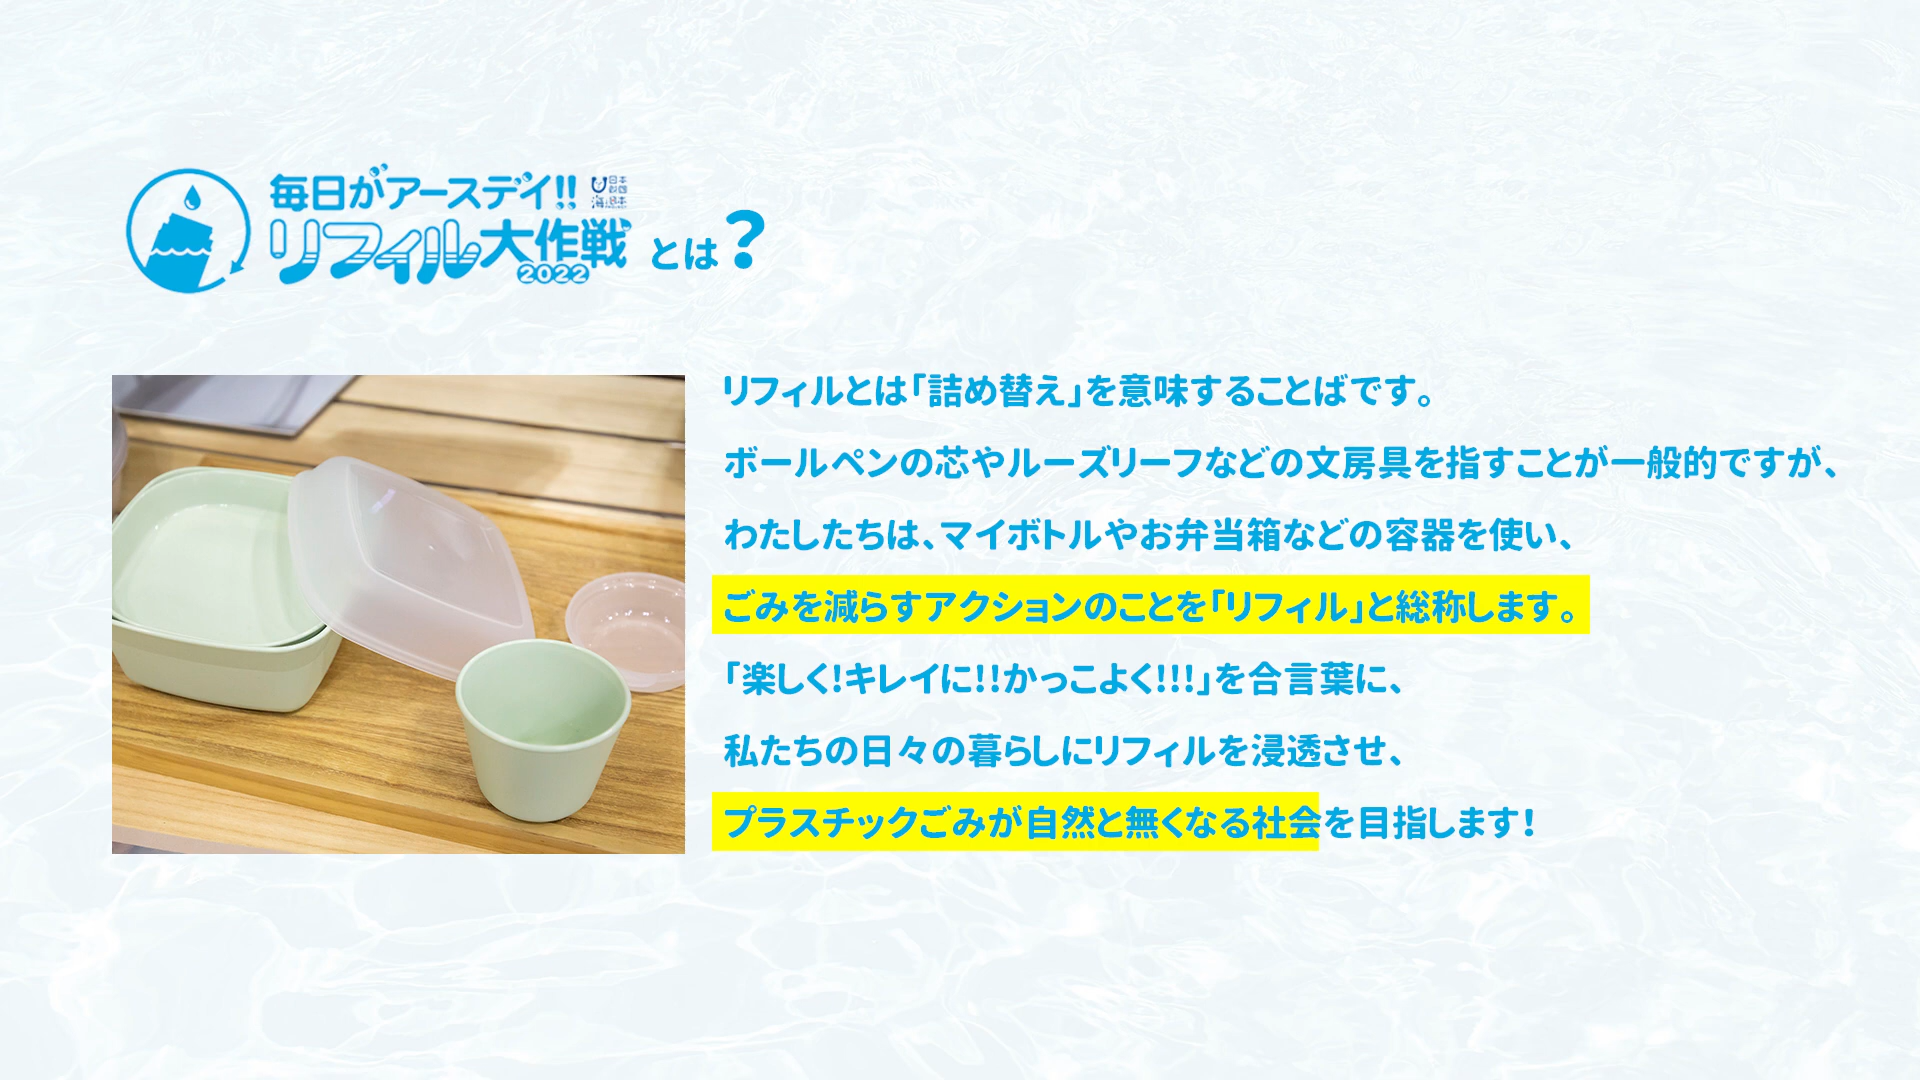 毎日がアースデイ!!
リフィル大作戦
2022
とは?
リフィルとは「詰め替え」を意味することばです。
ボールペンの芯やルーズリーフなどの文房具を指すことが一般的ですが、
わたしたちは、マイボトルやお弁当箱などの容器を使い、
ごみを減らすアクションのことを「リフィル」と総称します。
「楽しく!キレイに!!かっこよく!!!」を合言葉に、
私たちの日々の暮らしにリフィルを浸透させ、
プラスチックごみが自然と無くなる社会を目指します!